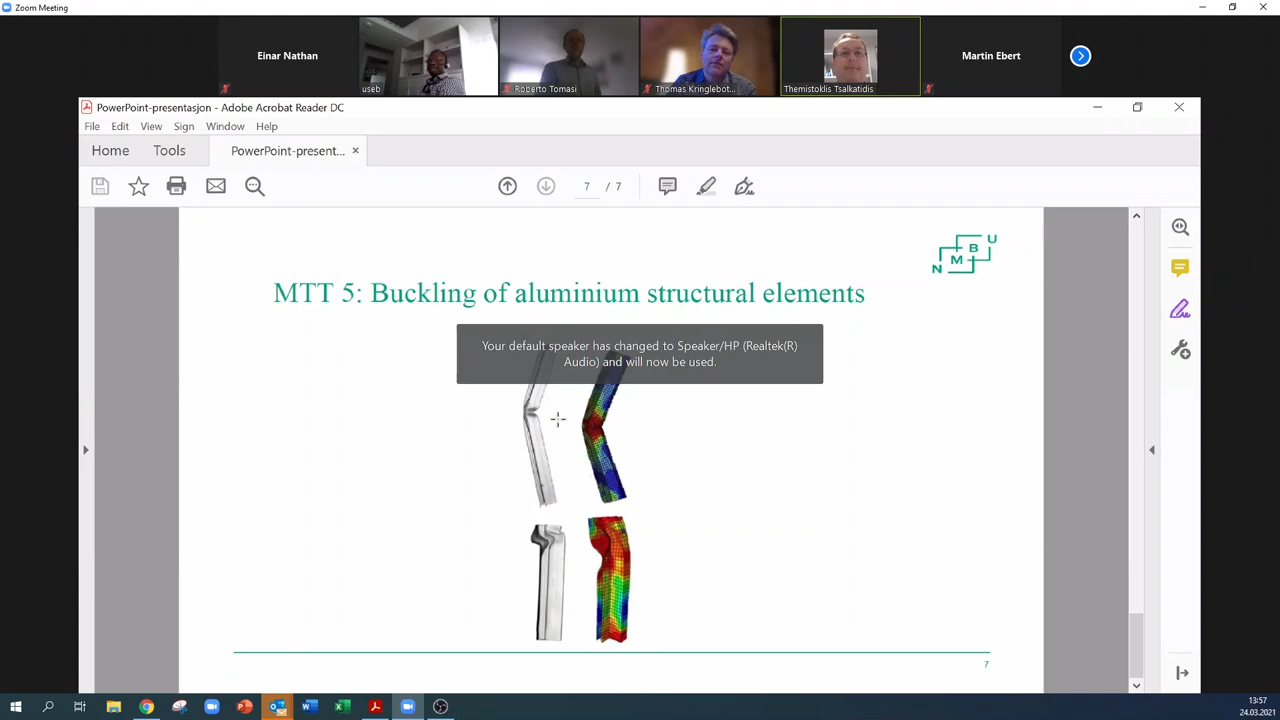 Zoom Meeting
Einar Nathan
useb
Roberto Tomasi
Thomas Kringlebot...
Themistoklis Tsalkatidis
Martin Ebert
PowerPoint-presentasjon - Adobe Acrobat Reader DC
File Edit View Sign Window Help
Home Tools PowerPoint-present... ×
7 / 7
N M B U
MTT 5: Buckling of aluminium structural elements
Your default speaker has changed to Speaker/HP (Realtek(R)
Audio) and will now be used.
7
13:57
24.03.2021